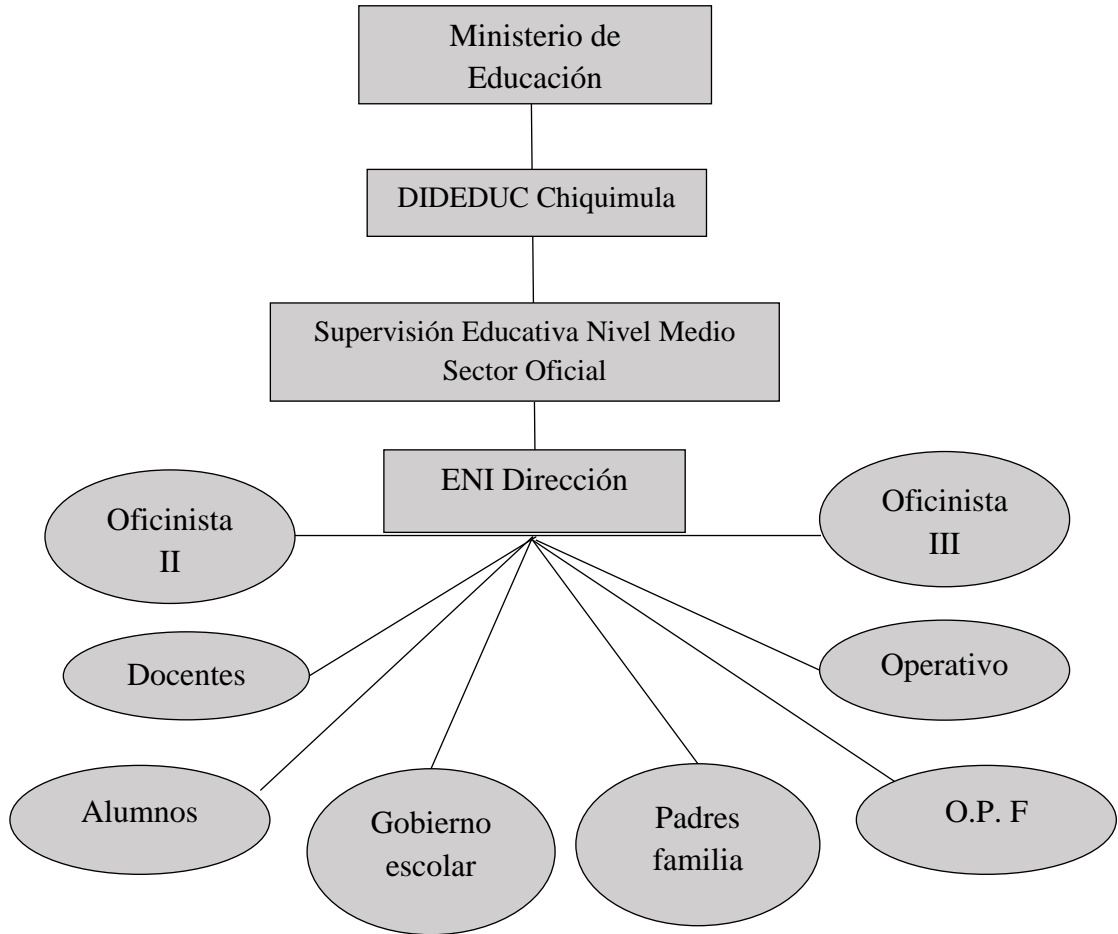 Ministerio de
Educación
DIDEDUC Chiquimula
Supervisión Educativa Nivel Medio
Sector Oficial
ENI Dirección
Oficinista
II
Oficinista
III
Docentes
Operativo
Alumnos
Gobierno
escolar
Padres
familia
O.P. F